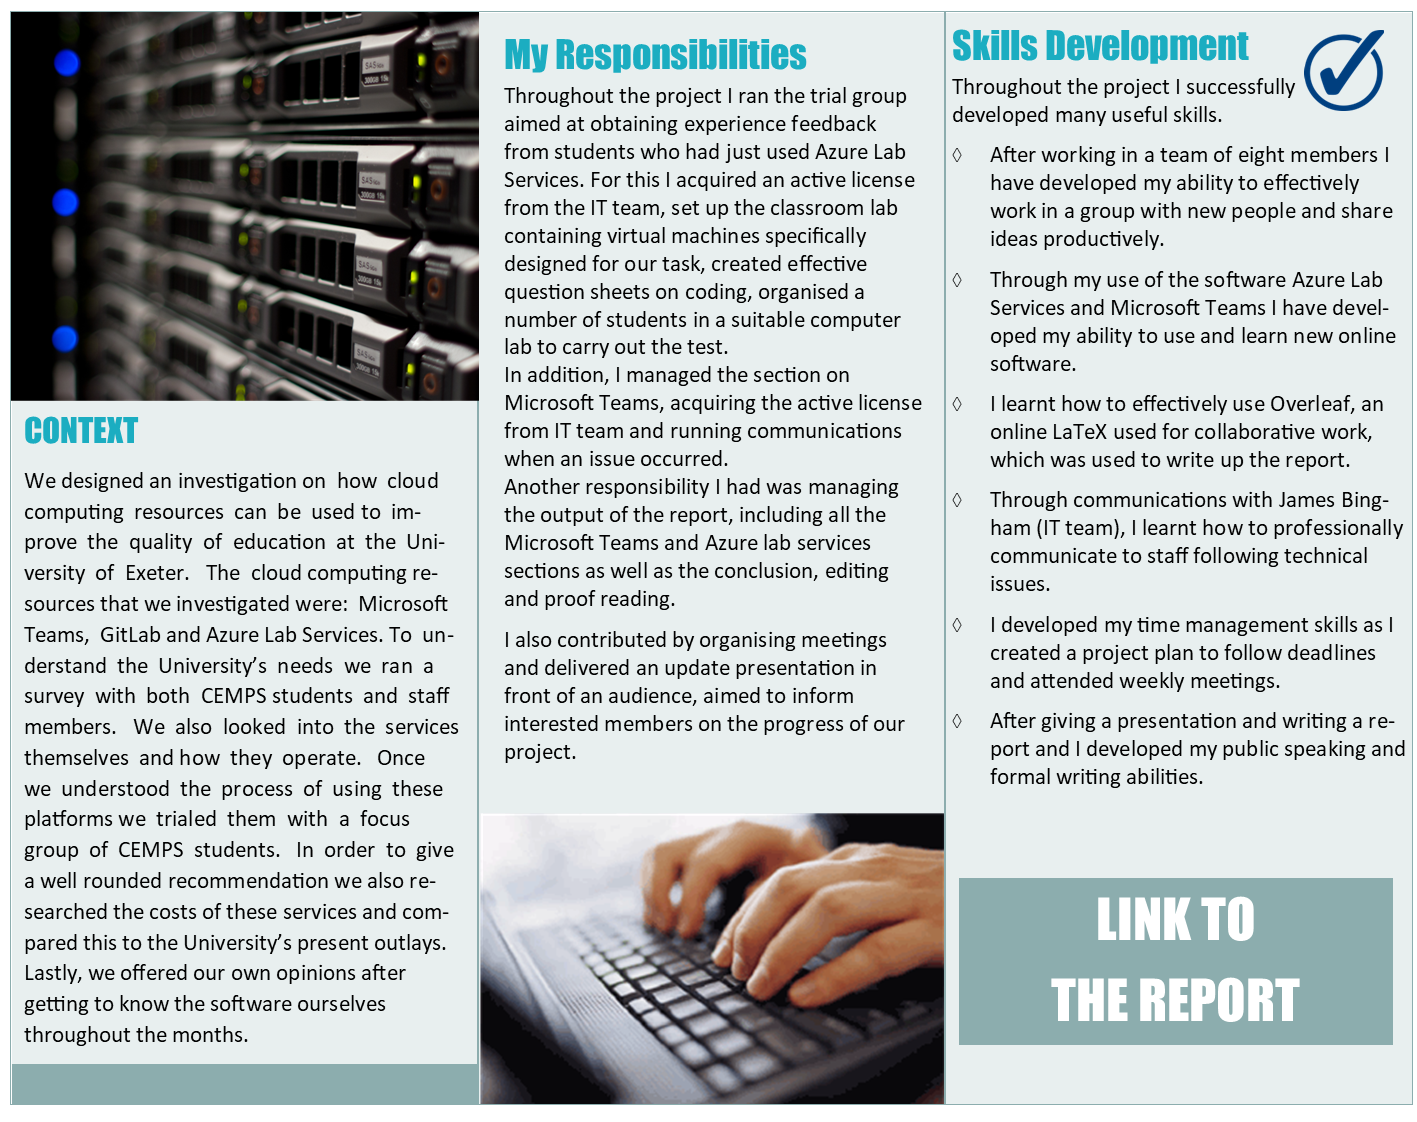 CONTEXT
We designed an investigation on how cloud
computing resources can be used to im-
prove the quality of education at the Uni-
versity of Exeter. The cloud computing re-
sources that we investigated were: Microsoft
Teams, GitLab and Azure Lab Services. To un-
derstand the University’s needs we ran a
survey with both CEMPS students and staff
members. We also looked into the services
themselves and how they operate. Once
we understood the process of using these
platforms we trialed them with a focus
group of CEMPS students. In order to give
a well rounded recommendation we also re-
searched the costs of these services and com-
pared this to the University’s present outlays.
Lastly, we offered our own opinions after
getting to know the software ourselves
throughout the months.
My Responsibilities
Throughout the project I ran the trial group
aimed at obtaining experience feedback
from students who had just used Azure Lab
Services. For this I acquired an active license
from the IT team, set up the classroom lab
containing virtual machines specifically
designed for our task, created effective
question sheets on coding, organised a
number of students in a suitable computer
lab to carry out the test.
In addition, I managed the section on
Microsoft Teams, acquiring the active license
from IT team and running communications
when an issue occurred.
Another responsibility I had was managing
the output of the report, including all the
Microsoft Teams and Azure lab services
sections as well as the conclusion, editing
and proof reading.
I also contributed by organising meetings
and delivered an update presentation in
front of an audience, aimed to inform
interested members on the progress of our
project.
Skills Development
Throughout the project I successfully
developed many useful skills.
◊ After working in a team of eight members I
have developed my ability to effectively
work in a group with new people and share
ideas productively.
◊ Through my use of the software Azure Lab
Services and Microsoft Teams I have devel-
oped my ability to use and learn new online
software.
◊ I learnt how to effectively use Overleaf, an
online LaTeX used for collaborative work,
which was used to write up the report.
◊ Through communications with James Bing-
ham (IT team), I learnt how to professionally
communicate to staff following technical
issues.
◊ I developed my time management skills as I
created a project plan to follow deadlines
and attended weekly meetings.
◊ After giving a presentation and writing a re-
port and I developed my public speaking and
formal writing abilities.
LINK TO
THE REPORT